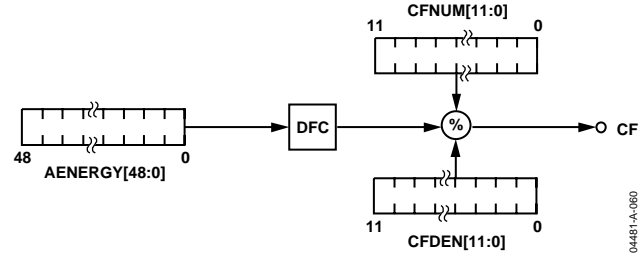 CFNUM[11:0]
11 0
DFC
%
CF
48 0
AENERGY[48:0]
11 0
CFDEN[11:0]
04481-A-060